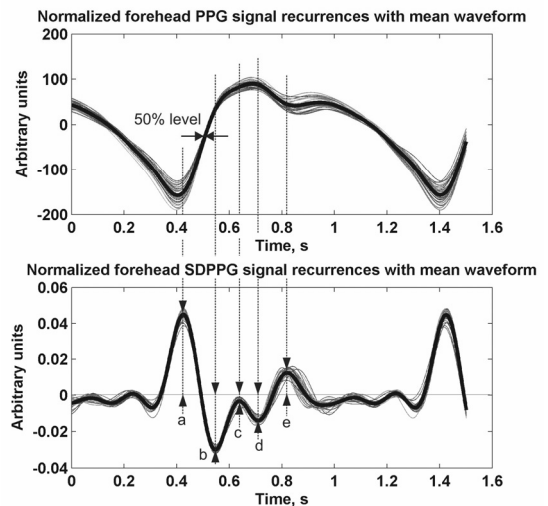 Normalized forehead PPG signal recurrences with mean waveform
200
100
0
-100
-200
Arbitrary units
50% level
0 0.2 0.4 0.6 0.8 1 1.2 1.4 1.6
Time, s
Normalized forehead SDPPG signal recurrences with mean waveform
0.06
0.04
0.02
0
-0.02
-0.04
Arbitrary units
a
b
c
d
e
0 0.2 0.4 0.6 0.8 1 1.2 1.4 1.6
Time, s